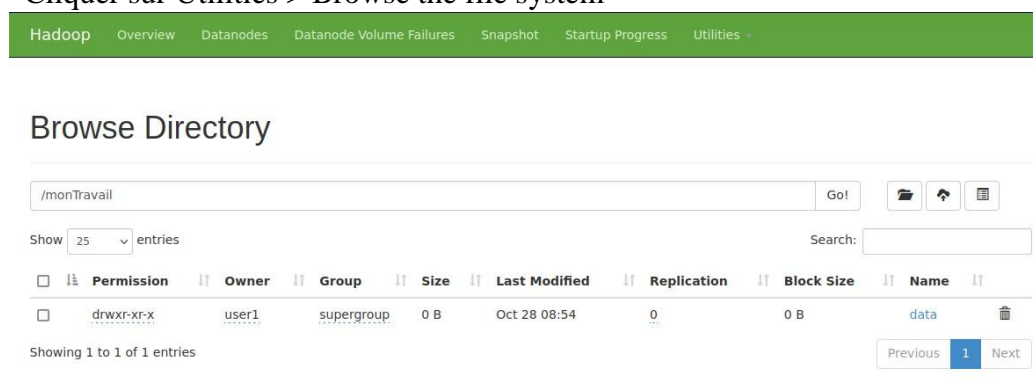 Cliquer sur Utilities > Browse the file system
Hadoop Overview Datanodes Datanode Volume Failures Snapshot Startup Progress Utilities
Browse Directory
/monTravail Go!
Show 25 entries Search:
Permission Owner Group Size Last Modified Replication Block Size Name
drwxr-xr-x user1 supergroup 0 B Oct 28 08:54 0 0 B data
Showing 1 to 1 of 1 entries Previous 1 Next